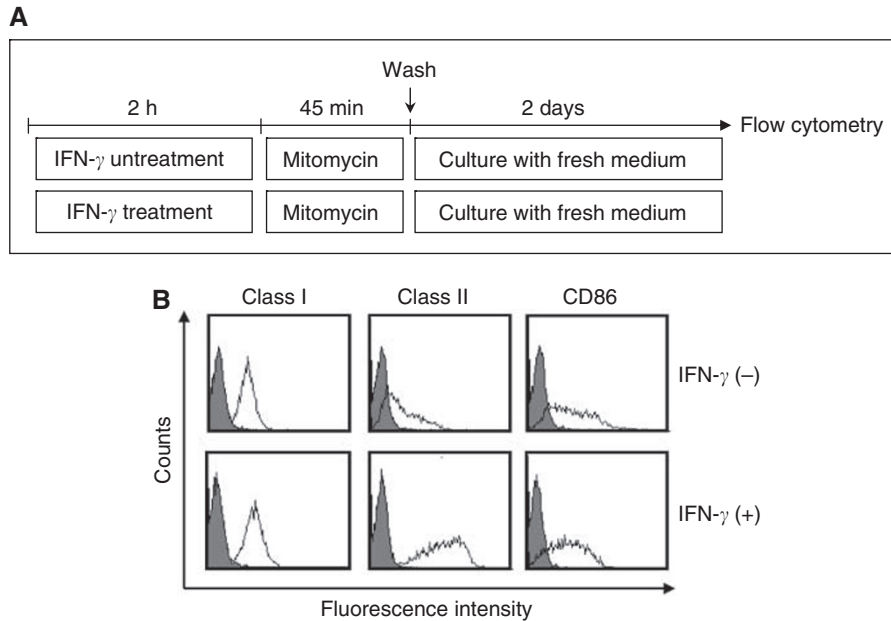 A
Wash
2 h 45 min 2 days
Flow cytometry
IFN-γ untreatment Mitomycin Culture with fresh medium
IFN-γ treatment Mitomycin Culture with fresh medium
B
Class I Class II CD86
IFN-γ (–)
Counts
IFN-γ (+)
Fluorescence intensity